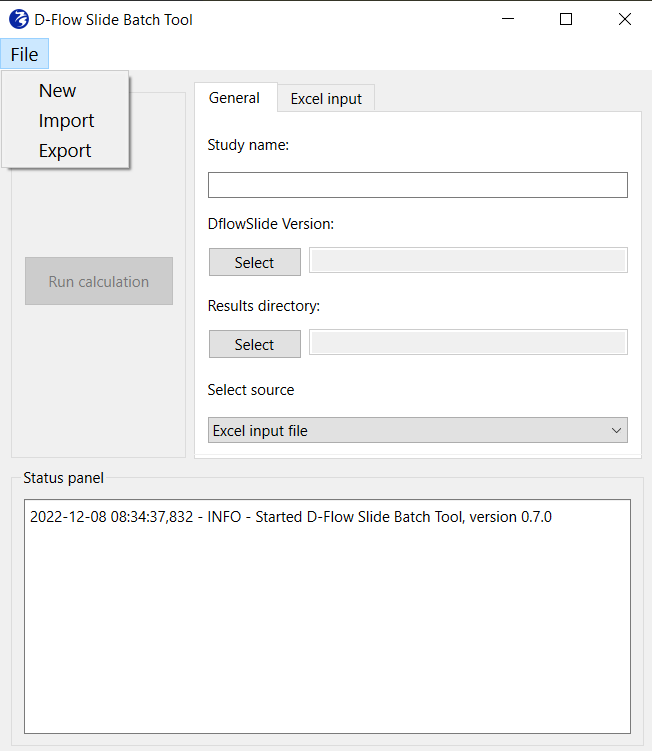 D-Flow Slide Batch Tool
File
New
Import
Export
Run calculation
General
Excel input
Study name:
DflowSlide Version:
Select
Results directory:
Select
Select source
Excel input file
Status panel
2022-12-08 08:34:37,832 - INFO - Started D-Flow Slide Batch Tool, version 0.7.0